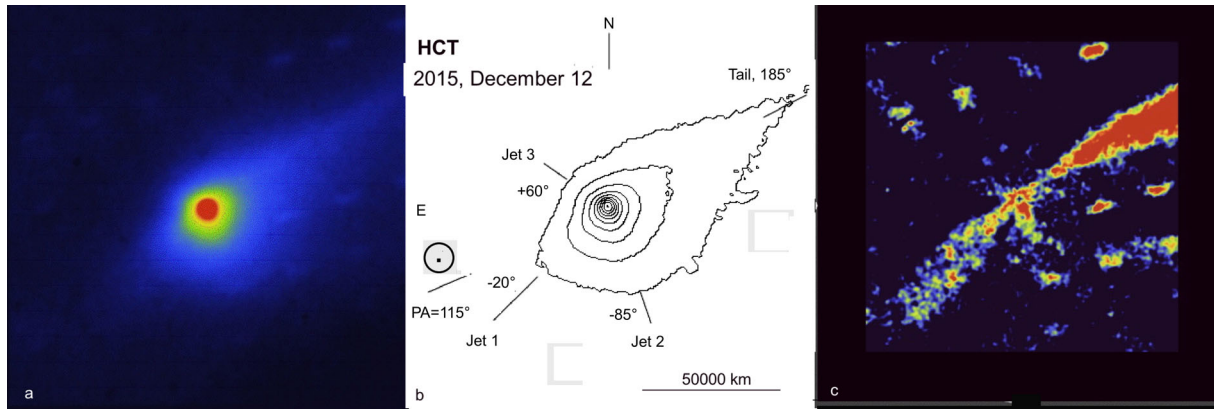 a
HCT
2015, December 12
N
Tail, 185°
Jet 3
+60°
E
-20°
PA=115°
Jet 1
-85°
Jet 2
50000 km
b
c